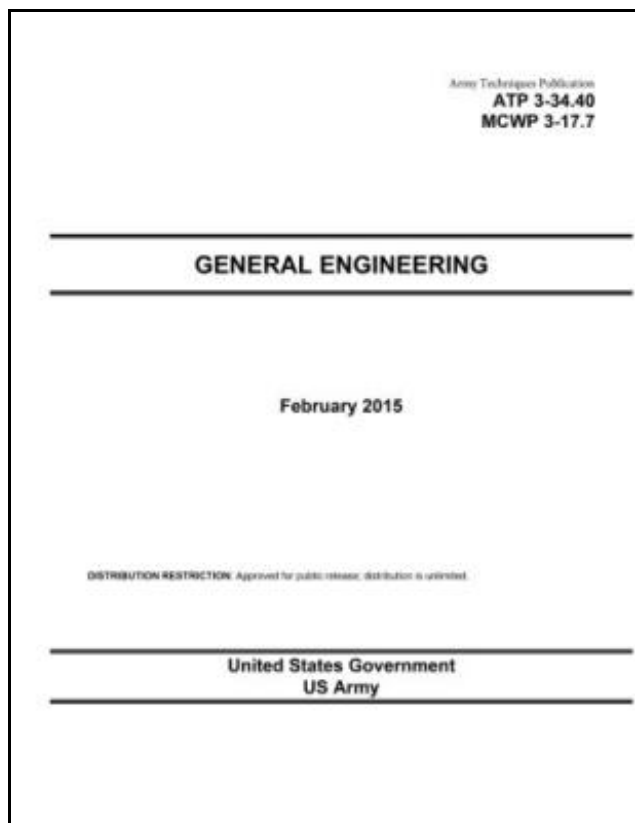 Army Techniques Publication
ATP 3-34.40
MCWP 3-17.7
GENERAL ENGINEERING
February 2015
DISTRIBUTION RESTRICTION: Approved for public release; distribution is unlimited.
United States Government
US Army